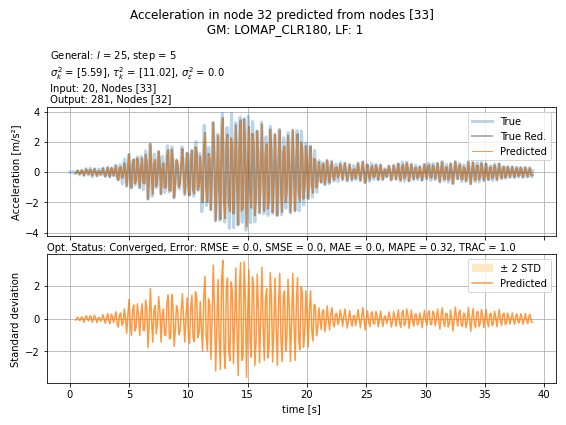 Acceleration in node 32 predicted from nodes [33]
GM: LOMAP_CLR180, LF: 1
General: l = 25, step = 5
σ²ₖ = [5.59], τ²ₖ = [11.02], σ²ε = 0.0
Input: 20, Nodes [33]
Output: 281, Nodes [32]
Acceleration [m/s²]
4
2
0
−2
−4
True
True Red.
Predicted
Opt. Status: Converged, Error: RMSE = 0.0, SMSE = 0.0, MAE = 0.0, MAPE = 0.32, TRAC = 1.0
Standard deviation
2
0
−2
± 2 STD
Predicted
0 5 10 15 20 25 30 35 40
time [s]